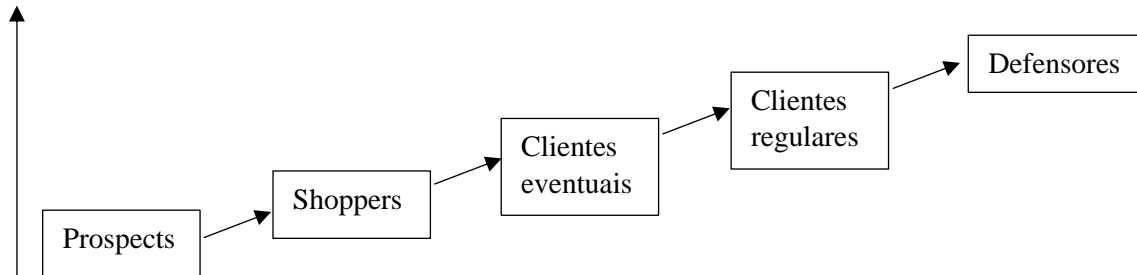 Prospects
Shoppers
Clientes
eventuais
Clientes
regulares
Defensores